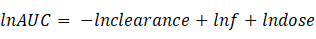 lnAUC = −lnclearance + lnf + lndose